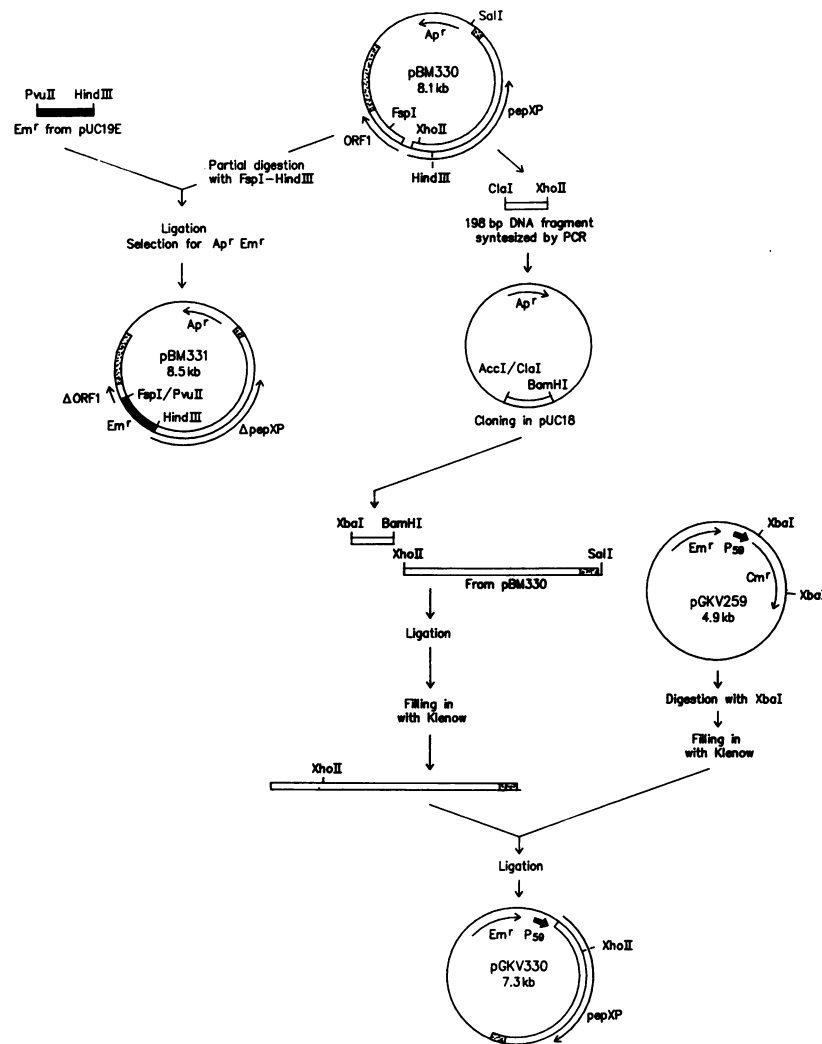 SalI
Apr
pBM330
8.1 kb
pepXP
FspI
XhoII
ORF1
HindIII
PvuII HindIII
Emr from pUC19E
Partial digestion
with FspI-HindIII
Ligation
Selection for Apr Emr
ClaI XhoII
198 bp DNA fragment
syntesized by PCR
Apr
AccI/ClaI
BamHI
Cloning in pUC18
Apr
pBM331
8.5 kb
ΔORF1
FspI/PvuII
HindIII
Emr
ΔpepXP
XbaI BamHI
XhoII
SalI
From pBM330
Ligation
Filling in
with Klenow
XhoII
XbaI
Emr P59
Cmr
XbaI
pGKV259
4.9 kb
Digestion with XbaI
Filling in
with Klenow
Ligation
Emr P59
XhoII
pGKV330
7.3 kb
pepXP